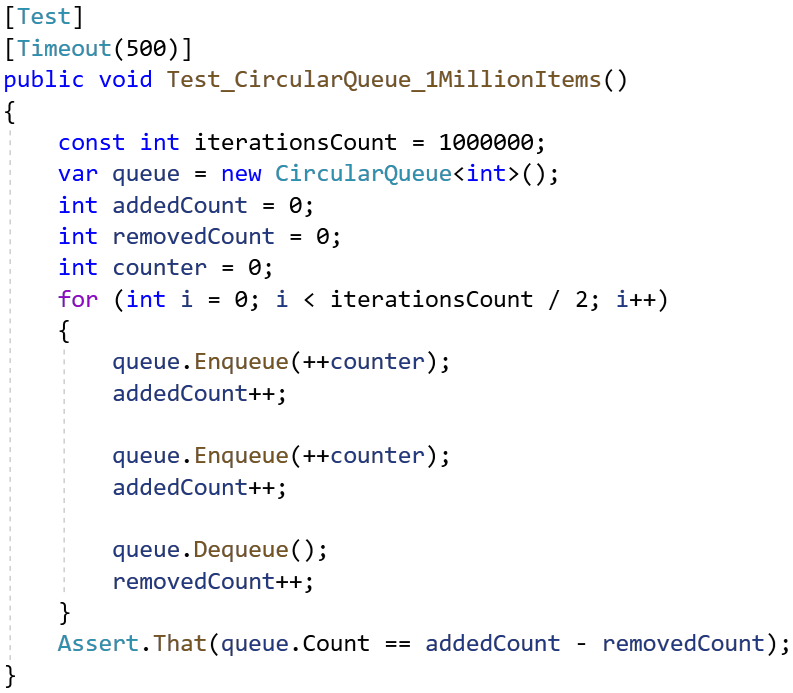 [Test]
[Timeout(500)]
public void Test_CircularQueue_1MillionItems()
{
    const int iterationsCount = 1000000;
    var queue = new CircularQueue<int>();
    int addedCount = 0;
    int removedCount = 0;
    int counter = 0;
    for (int i = 0; i < iterationsCount / 2; i++)
    {
        queue.Enqueue(++counter);
        addedCount++;

        queue.Enqueue(++counter);
        addedCount++;

        queue.Dequeue();
        removedCount++;
    }
    Assert.That(queue.Count == addedCount - removedCount);
}